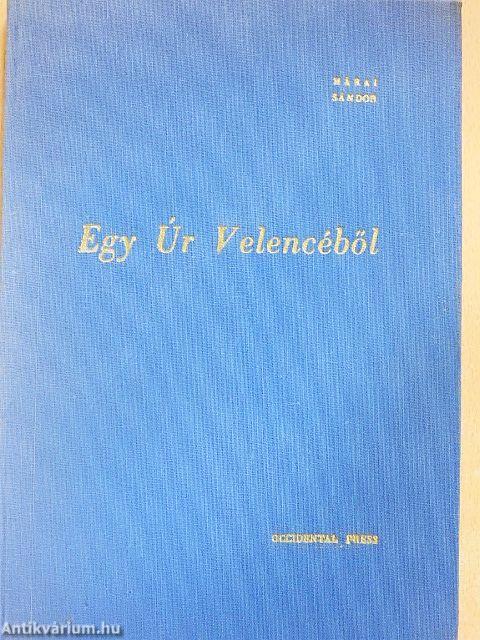 MÁRAI
SÁNDOR
Egy Úr Velencéből
OCCIDENTAL PRESS
Antikvárium.hu